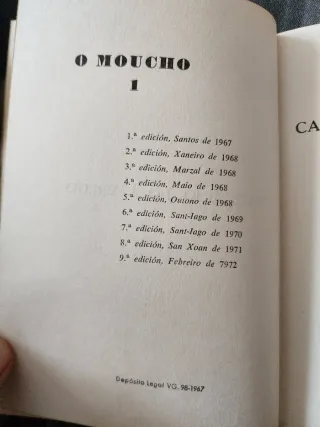 O MOUCHO
1
1.ª edición, Santos de 1967
2.ª edición, Xaneiro de 1968
3.ª edición, Marzal de 1968
4.ª edición, Maio de 1968
5.ª edición, Outono de 1968
6.ª edición, Sant-Iago de 1969
7.ª edición, Sant-Iago de 1970
8.ª edición, San Xoan de 1971
9.ª edición, Febreiro de 7972
Depósito Legal VG. 98-1967
CA